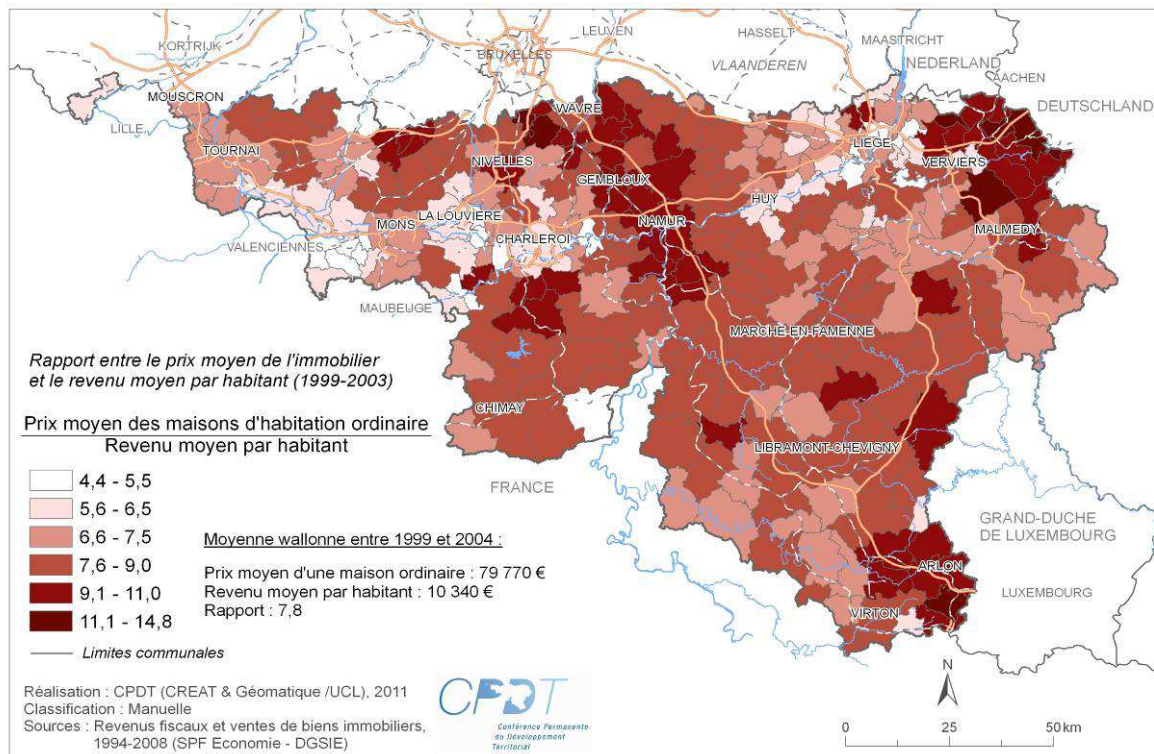 KORTRIJK
BRUXELLES
LEUVEN
HASSELT
MAASTRICHT
NEDERLAND
VLAANDEREN
AACHEN
DEUTSCHLAND
MOUSCRON
WAVRE
LILLE
TOURNAI
NIVELLES
LIEGE
VERVIERS
GEMBLOUX
HUY
LA LOUVIERE
NAMUR
MONS
CHARLEROI
MALMEDY
VALENCIENNES
MAUBEUGE
MARCHE-EN-FAMENNE
CHIMAY
LIBRAMONT-CHEVIGNY
FRANCE
GRAND-DUCHE
DE LUXEMBOURG
ARLON
LUXEMBOURG
VIRTON
Rapport entre le prix moyen de l'immobilier
et le revenu moyen par habitant (1999-2003)
Prix moyen des maisons d'habitation ordinaire
Revenu moyen par habitant
4,4 - 5,5
5,6 - 6,5
6,6 - 7,5
7,6 - 9,0
9,1 - 11,0
11,1 - 14,8
Limites communales
Moyenne wallonne entre 1999 et 2004 :
Prix moyen d'une maison ordinaire : 79 770 €
Revenu moyen par habitant : 10 340 €
Rapport : 7,8
Réalisation : CPDT (CREAT & Géomatique /UCL), 2011
Classification : Manuelle
Sources : Revenus fiscaux et ventes de biens immobiliers,
1994-2008 (SPF Economie - DGSIE)
CPDT
Conférence Permanente
du Développement
Territorial
N
0 25 50 km